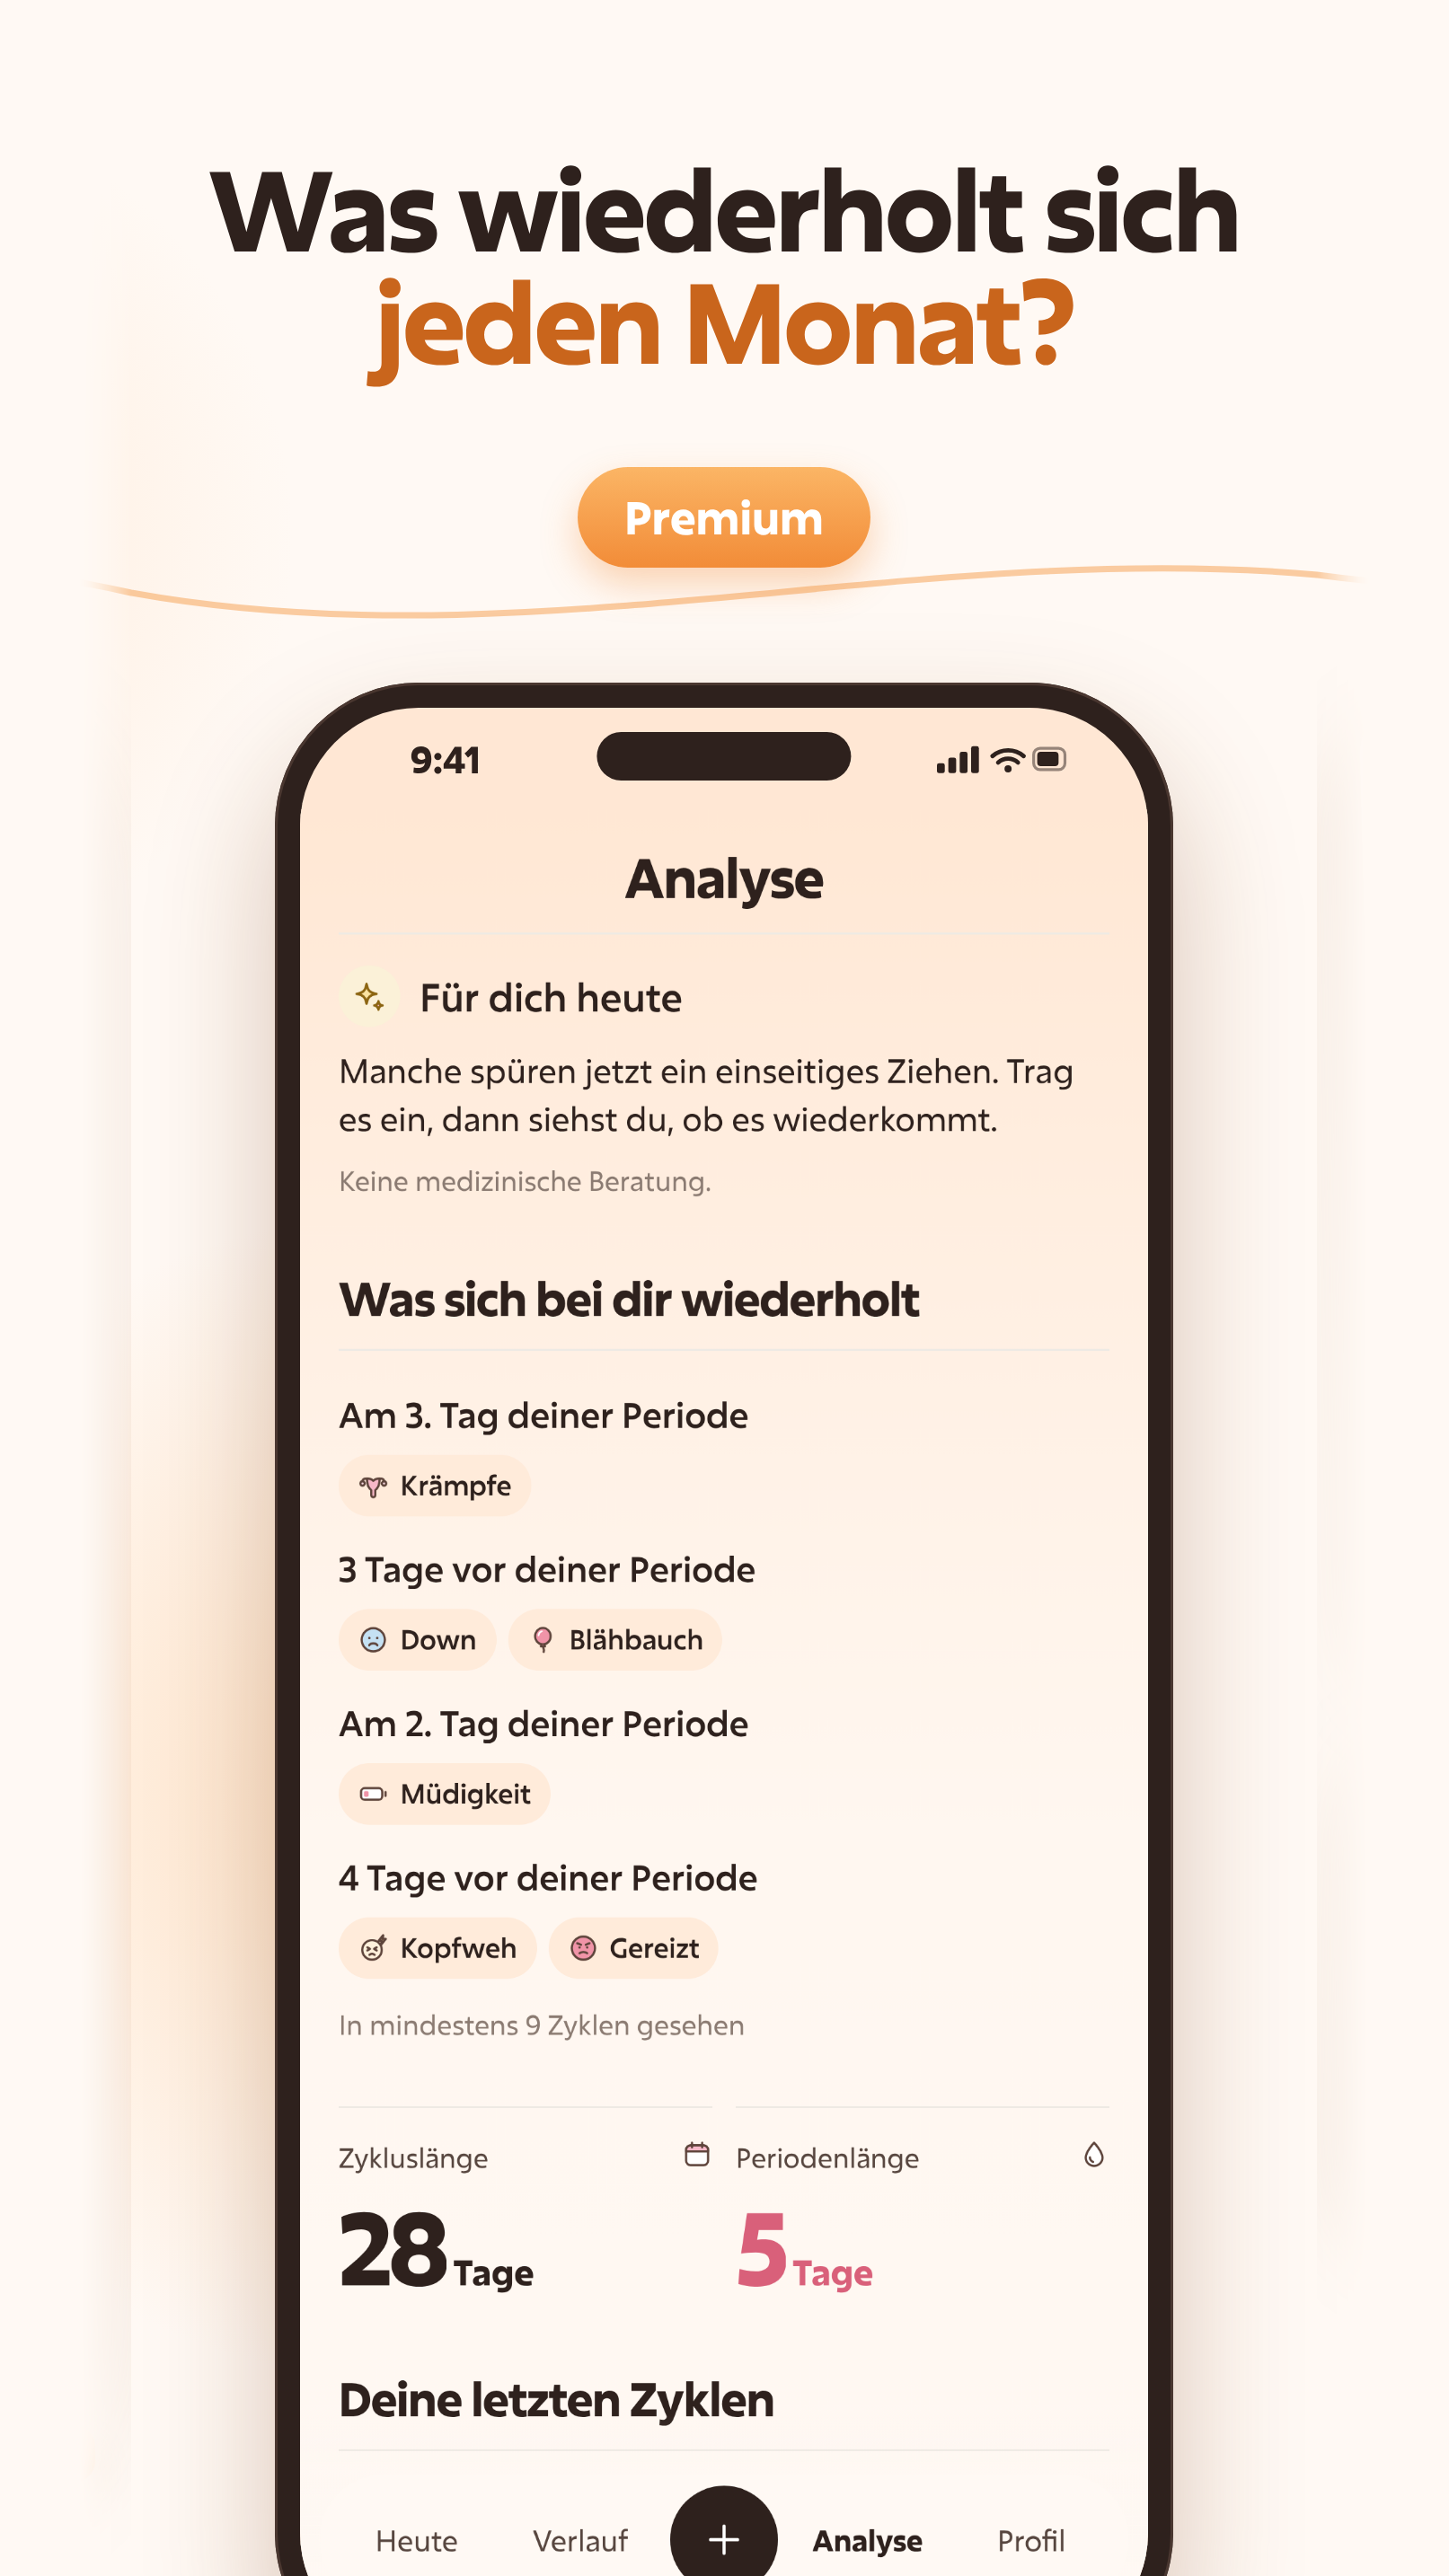 Was wiederholt sich
jeden Monat?
Premium
9:41
Analyse
Für dich heute
Manche spüren jetzt ein einseitiges Ziehen. Trag
es ein, dann siehst du, ob es wiederkommt.
Keine medizinische Beratung.
Was sich bei dir wiederholt
Am 3. Tag deiner Periode
Krämpfe
3 Tage vor deiner Periode
Down Blähbauch
Am 2. Tag deiner Periode
Müdigkeit
4 Tage vor deiner Periode
Kopfweh Gereizt
In mindestens 9 Zyklen gesehen
Zykluslänge Periodenlänge
28 Tage 5 Tage
Deine letzten Zyklen
Heute Verlauf + Analyse Profil